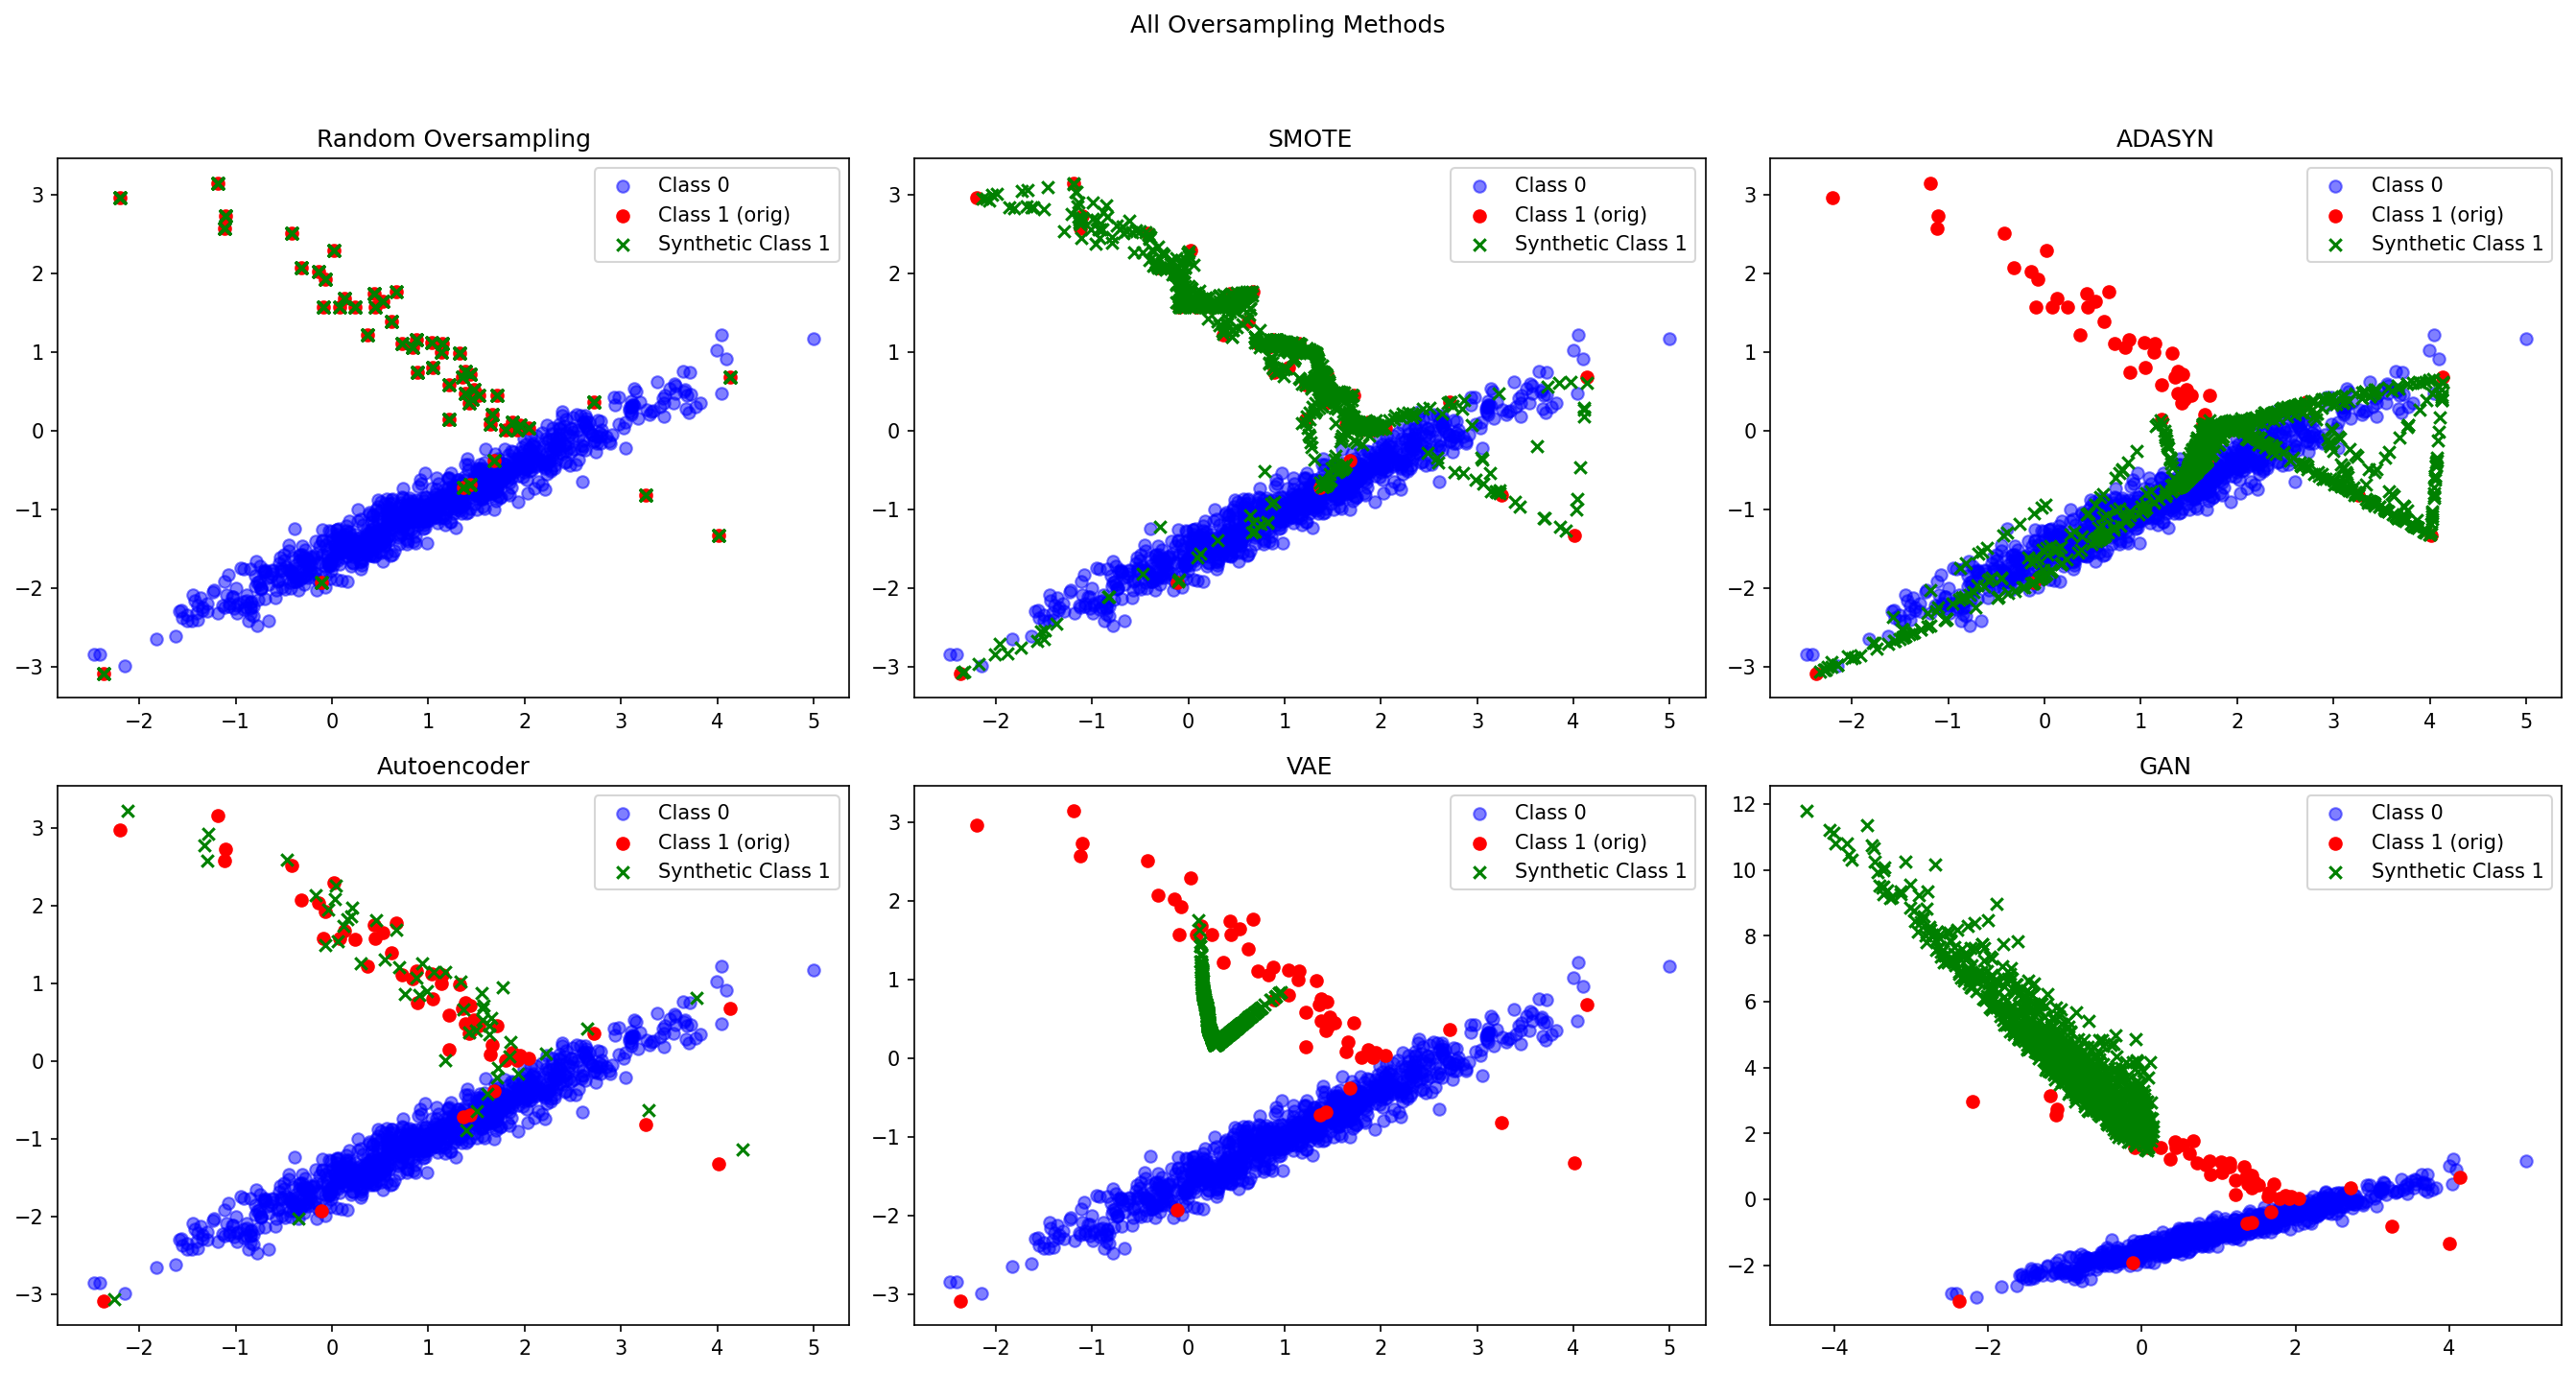 All Oversampling Methods
Random Oversampling
Class 0
Class 1 (orig)
Synthetic Class 1
3
2
1
0
−1
−2
−3
−2 −1 0 1 2 3 4 5
SMOTE
Class 0
Class 1 (orig)
Synthetic Class 1
3
2
1
0
−1
−2
−3
−2 −1 0 1 2 3 4 5
ADASYN
Class 0
Class 1 (orig)
Synthetic Class 1
3
2
1
0
−1
−2
−3
−2 −1 0 1 2 3 4 5
Autoencoder
Class 0
Class 1 (orig)
Synthetic Class 1
3
2
1
0
−1
−2
−3
−2 −1 0 1 2 3 4 5
VAE
Class 0
Class 1 (orig)
Synthetic Class 1
3
2
1
0
−1
−2
−3
−2 −1 0 1 2 3 4 5
GAN
Class 0
Class 1 (orig)
Synthetic Class 1
12
10
8
6
4
2
0
−2
−4 −2 0 2 4